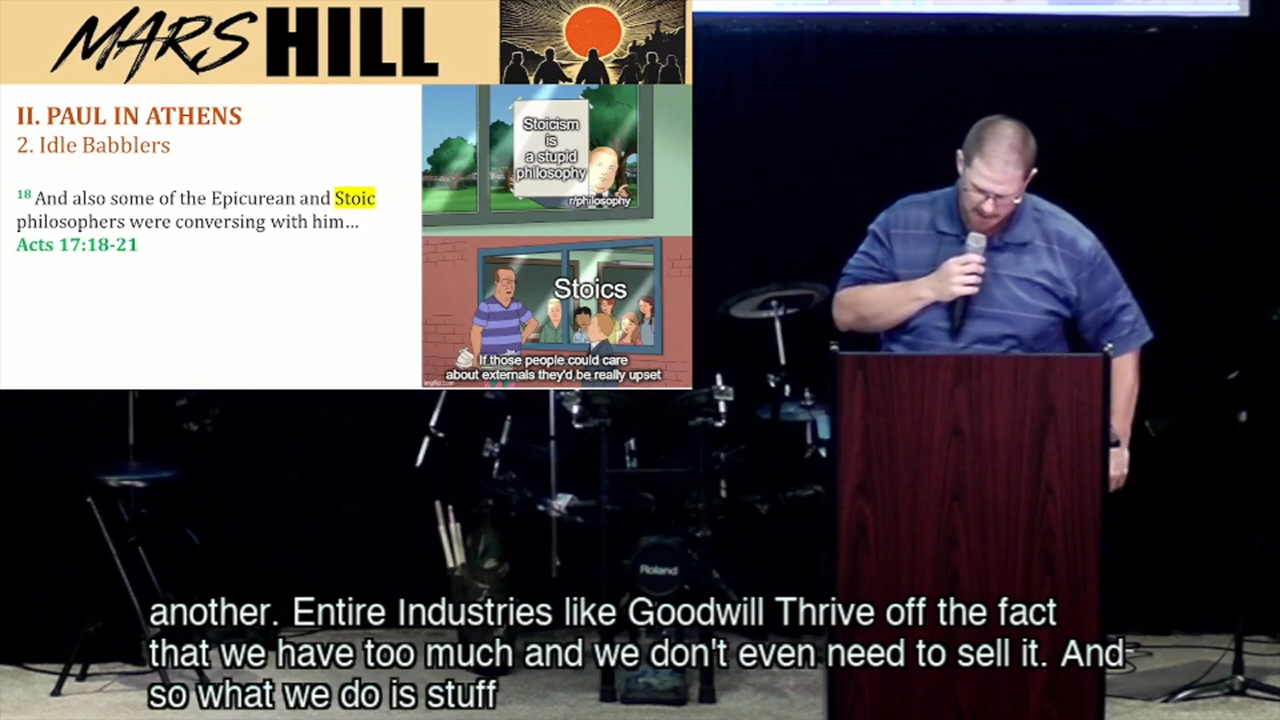 MARS HILL
II. PAUL IN ATHENS
2. Idle Babblers
18 And also some of the Epicurean and Stoic
philosophers were conversing with him...
Acts 17:18-21
Stoicism
is
a stupid
philosophy
r/philosophy
Stoics
If those people could care
about externals they'd be really upset
imgflip.com
Roland
another. Entire Industries like Goodwill Thrive off the fact
that we have too much and we don't even need to sell it. And
so what we do is stuff